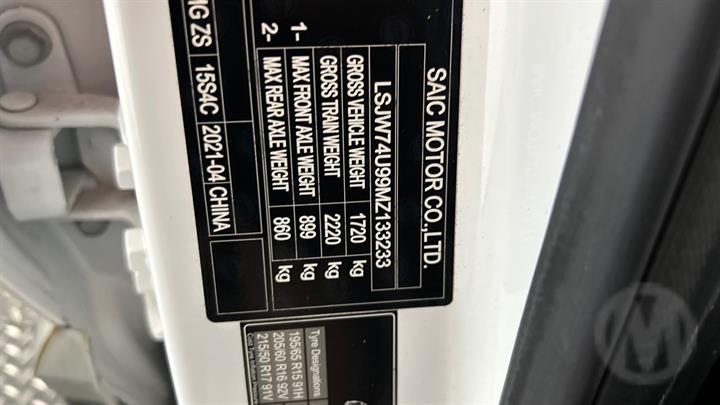 SAIC MOTOR CO.,LTD.
LSJW74U99MZ133233
GROSS VEHICLE WEIGHT 1720 kg
GROSS TRAIN WEIGHT 2220 kg
1- MAX FRONT AXLE WEIGHT 899 kg
2- MAX REAR AXLE WEIGHT 860 kg
MG ZS 15S4C 2021-04 CHINA
Tyre Designations
195/65 R15 91H
205/60 R16 92V
215/50 R17 91V
M
M